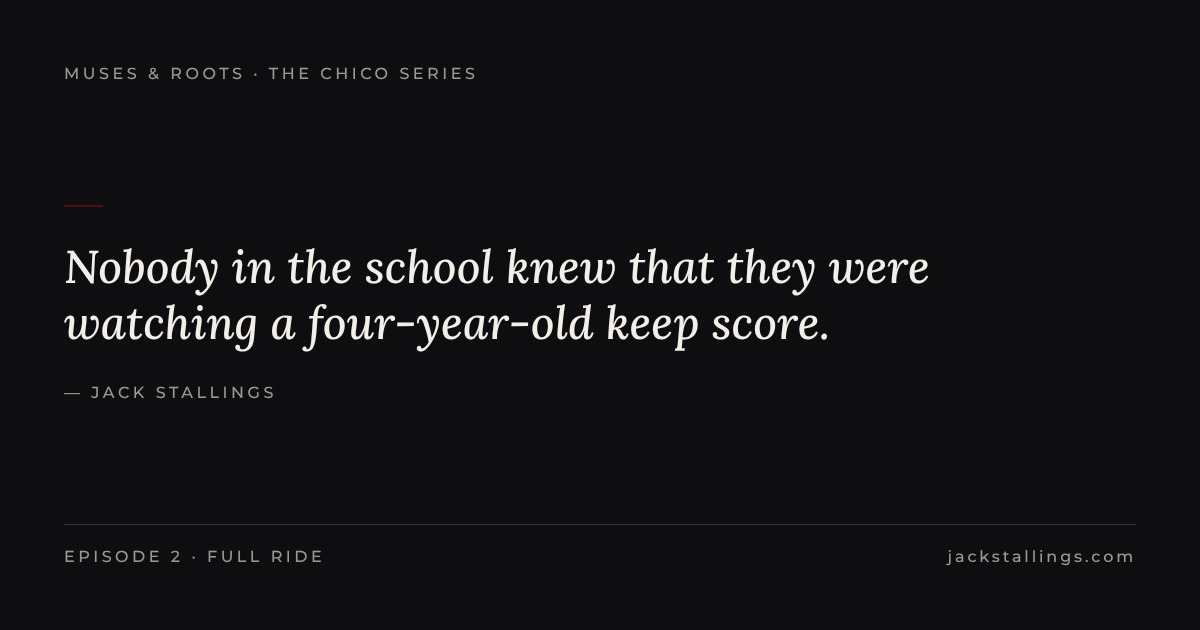 MUSES & ROOTS · THE CHICO SERIES
Nobody in the school knew that they were
watching a four-year-old keep score.
— JACK STALLINGS
EPISODE 2 · FULL RIDE
jackstallings.com